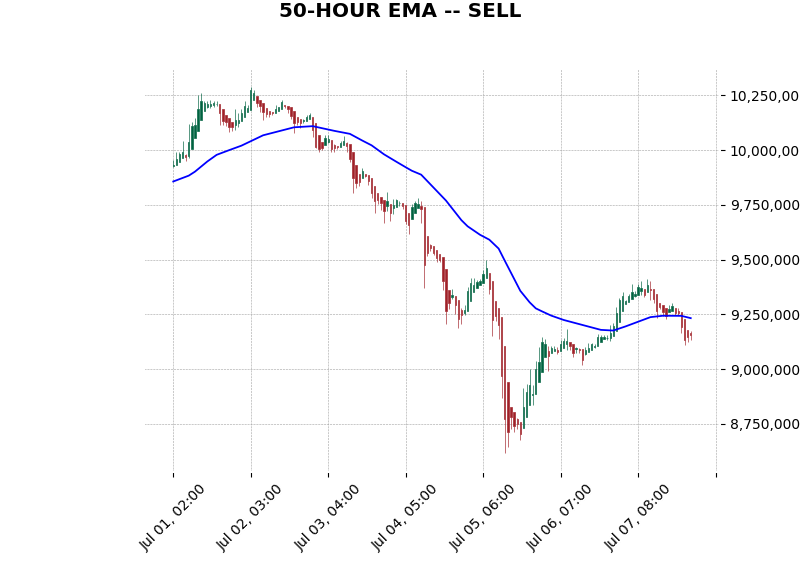 50-HOUR EMA -- SELL
10,250,00
10,000,00
9,750,000
9,500,000
9,250,000
9,000,000
8,750,000
Jul 01, 02:00
Jul 02, 03:00
Jul 03, 04:00
Jul 04, 05:00
Jul 05, 06:00
Jul 06, 07:00
Jul 07, 08:00